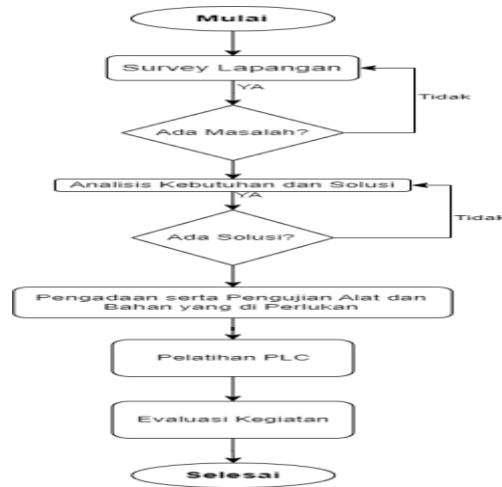 Mulai
Survey Lapangan
YA
Tidak
Ada Masalah?
Analisis Kebutuhan dan Solusi
YA
Tidak
Ada Solusi?
Pengadaan serta Pengujian Alat dan
Bahan yang di Perlukan
Pelatihan PLC
Evaluasi Kegiatan
Selesai